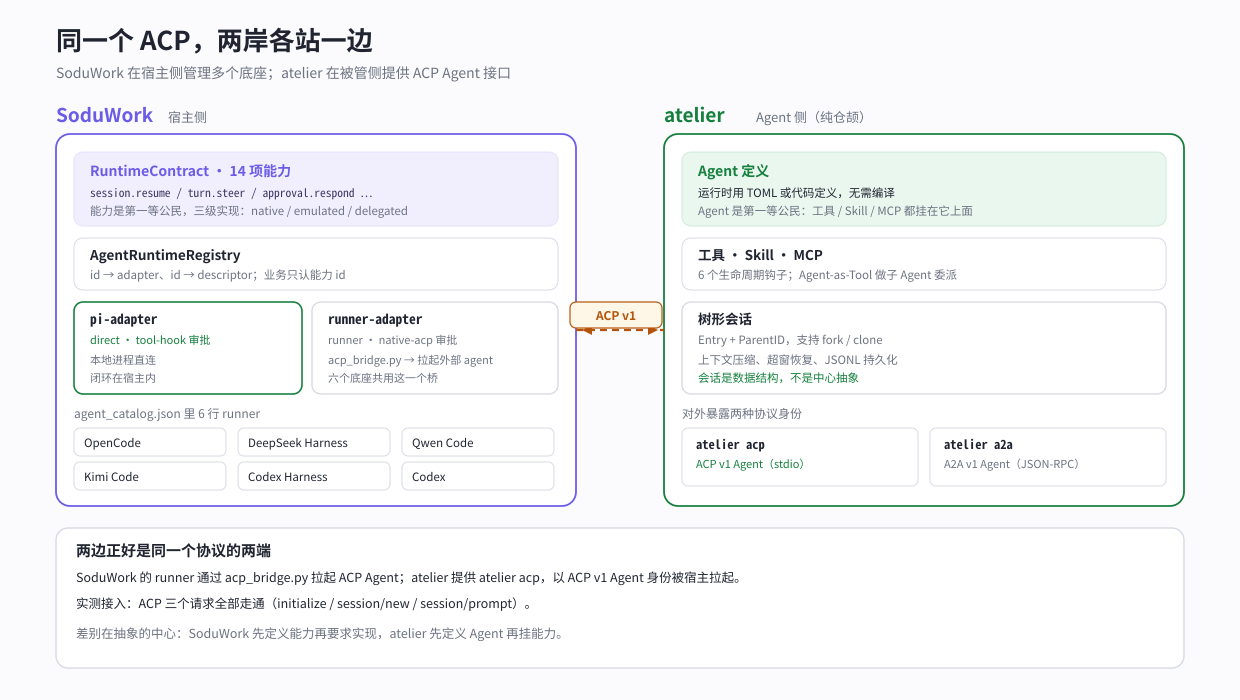 同一个 ACP，两岸各站一边
SoduWork 在宿主侧管理多个底座；atelier 在被管侧提供 ACP Agent 接口
SoduWork 宿主侧
RuntimeContract · 14 项能力
session.resume / turn.steer / approval.respond ...
能力是第一等公民，三级实现：native / emulated / delegated
AgentRuntimeRegistry
id → adapter、id → descriptor；业务只认能力 id
pi-adapter
direct · tool-hook 审批
本地进程直连
闭环在宿主内
runner-adapter
runner · native-acp 审批
acp_bridge.py → 拉起外部 agent
六个底座共用这一个桥
agent_catalog.json 里 6 行 runner
OpenCode
DeepSeek Harness
Qwen Code
Kimi Code
Codex Harness
Codex
ACP v1
atelier Agent 侧（纯仓颉）
Agent 定义
运行时用 TOML 或代码定义，无需编译
Agent 是第一等公民：工具 / Skill / MCP 都挂在它上面
工具 · Skill · MCP
6 个生命周期钩子；Agent-as-Tool 做子 Agent 委派
树形会话
Entry + ParentID，支持 fork / clone
上下文压缩、超窗恢复、JSONL 持久化
会话是数据结构，不是中心抽象
对外暴露两种协议身份
atelier acp
ACP v1 Agent（stdio）
atelier a2a
A2A v1 Agent（JSON-RPC）
两边正好是同一个协议的两端
SoduWork 的 runner 通过 acp_bridge.py 拉起 ACP Agent；atelier 提供 atelier acp，以 ACP v1 Agent 身份被宿主拉起。
实测接入：ACP 三个请求全部走通（initialize / session/new / session/prompt）。
差别在抽象的中心：SoduWork 先定义能力再要求实现，atelier 先定义 Agent 再挂能力。